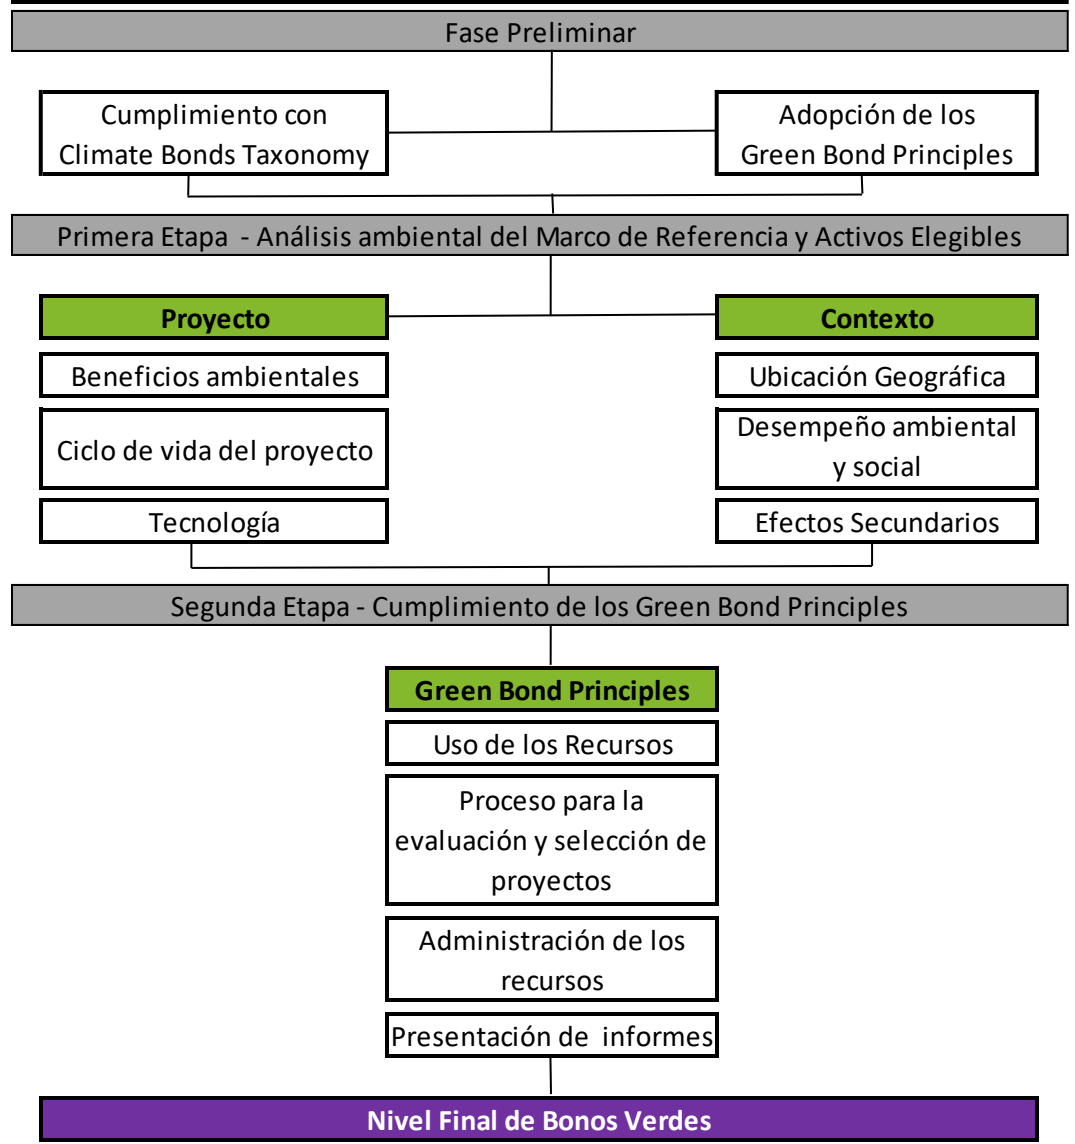 Fase Preliminar
Cumplimiento con
Climate Bonds Taxonomy
Adopción de los
Green Bond Principles
Primera Etapa - Análisis ambiental del Marco de Referencia y Activos Elegibles
Proyecto
Beneficios ambientales
Ciclo de vida del proyecto
Tecnología
Contexto
Ubicación Geográfica
Desempeño ambiental
y social
Efectos Secundarios
Segunda Etapa - Cumplimiento de los Green Bond Principles
Green Bond Principles
Uso de los Recursos
Proceso para la
evaluación y selección de
proyectos
Administración de los
recursos
Presentación de informes
Nivel Final de Bonos Verdes